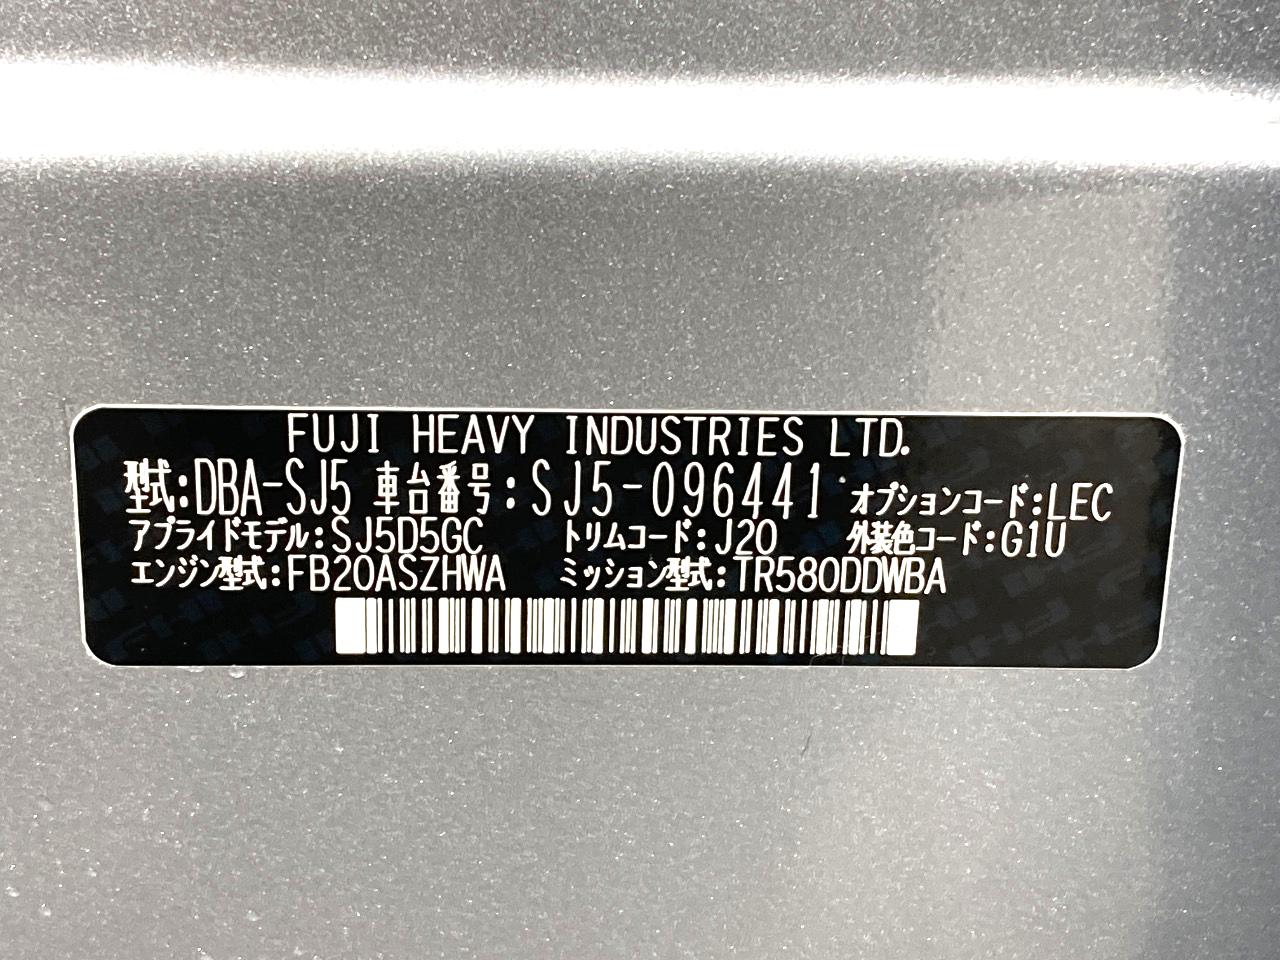 FUJI HEAVY INDUSTRIES LTD.
型式:DBA-SJ5 車台番号:SJ5-096441 オプションコード:LEC
アプライドモデル:SJ5D5GC トリムコード:J20 外装色コード:G1U
エンジン型式:FB20ASZHWA ミッション型式:TR580DDWBA